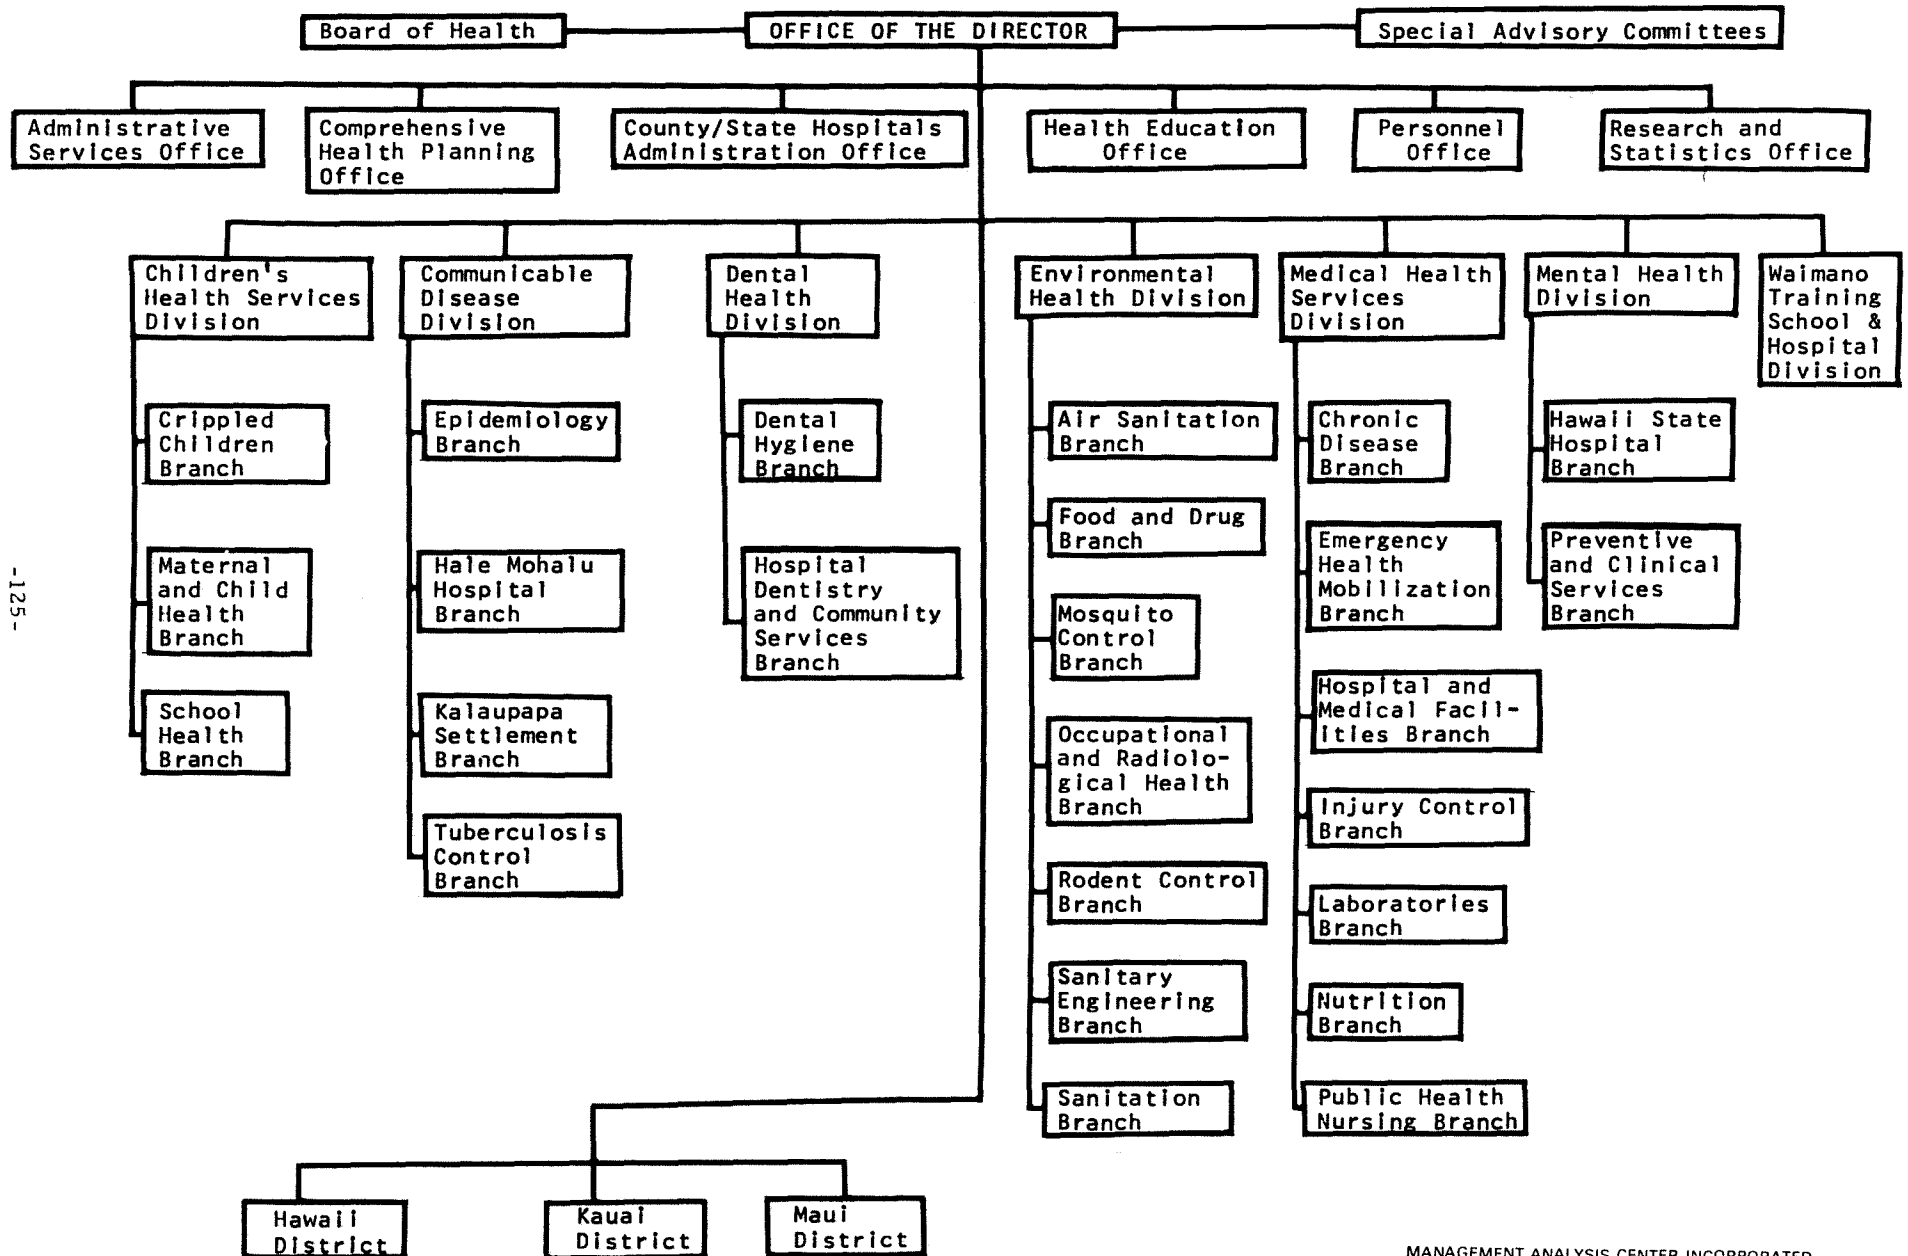 Board of Health
OFFICE OF THE DIRECTOR
Special Advisory Committees
Administrative
Services Office
Comprehensive
Health Planning
Office
County/State Hospitals
Administration Office
Health Education
Office
Personnel
Office
Research and
Statistics Office
Children's
Health Services
Division
Communicable
Disease
Division
Dental
Health
Division
Environmental
Health Division
Medical Health
Services
Division
Mental Health
Division
Waimano
Training
School &
Hospital
Division
Crippled
Children
Branch
Maternal
and Child
Health
Branch
School
Health
Branch
Epidemiology
Branch
Hale Mohalu
Hospital
Branch
Kalaupapa
Settlement
Branch
Tuberculosis
Control
Branch
Dental
Hygiene
Branch
Hospital
Dentistry
and Community
Services
Branch
Air Sanitation
Branch
Food and Drug
Branch
Mosquito
Control
Branch
Occupational
and Radiolo-
gical Health
Branch
Rodent Control
Branch
Sanitary
Engineering
Branch
Sanitation
Branch
Chronic
Disease
Branch
Emergency
Health
Mobilization
Branch
Hospital and
Medical Facil-
ities Branch
Injury Control
Branch
Laboratories
Branch
Nutrition
Branch
Public Health
Nursing Branch
Hawaii State
Hospital
Branch
Preventive
and Clinical
Services
Branch
Hawaii
District
Kauai
District
Maui
District
-125-
MANAGEMENT ANALYSIS CENTER INCORPORATED